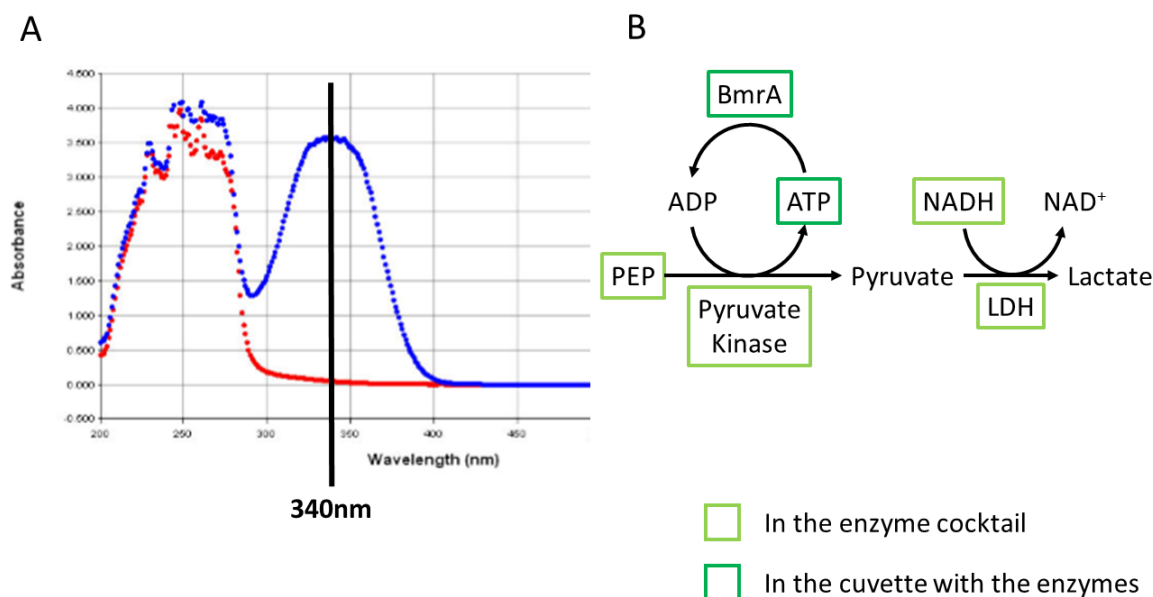 A
B
4.500
4.000
3.500
3.000
2.500
2.000
1.500
1.000
0.500
0.000
-0.500
Absorbance
200
250
300
350
400
450
Wavelength (nm)
340nm
BmrA
ADP
ATP
NADH
NAD+
PEP
Pyruvate
Lactate
Pyruvate
Kinase
LDH
In the enzyme cocktail
In the cuvette with the enzymes